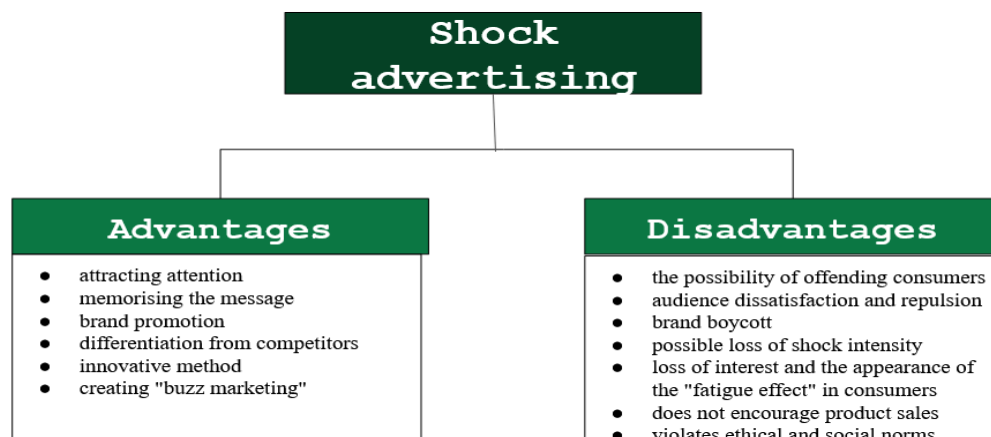 Shock
advertising
Advantages
● attracting attention
● memorising the message
● brand promotion
● differentiation from competitors
● innovative method
● creating "buzz marketing"
Disadvantages
● the possibility of offending consumers
● audience dissatisfaction and repulsion
● brand boycott
● possible loss of shock intensity
● loss of interest and the appearance of
the "fatigue effect" in consumers
● does not encourage product sales
● violates ethical and social norms